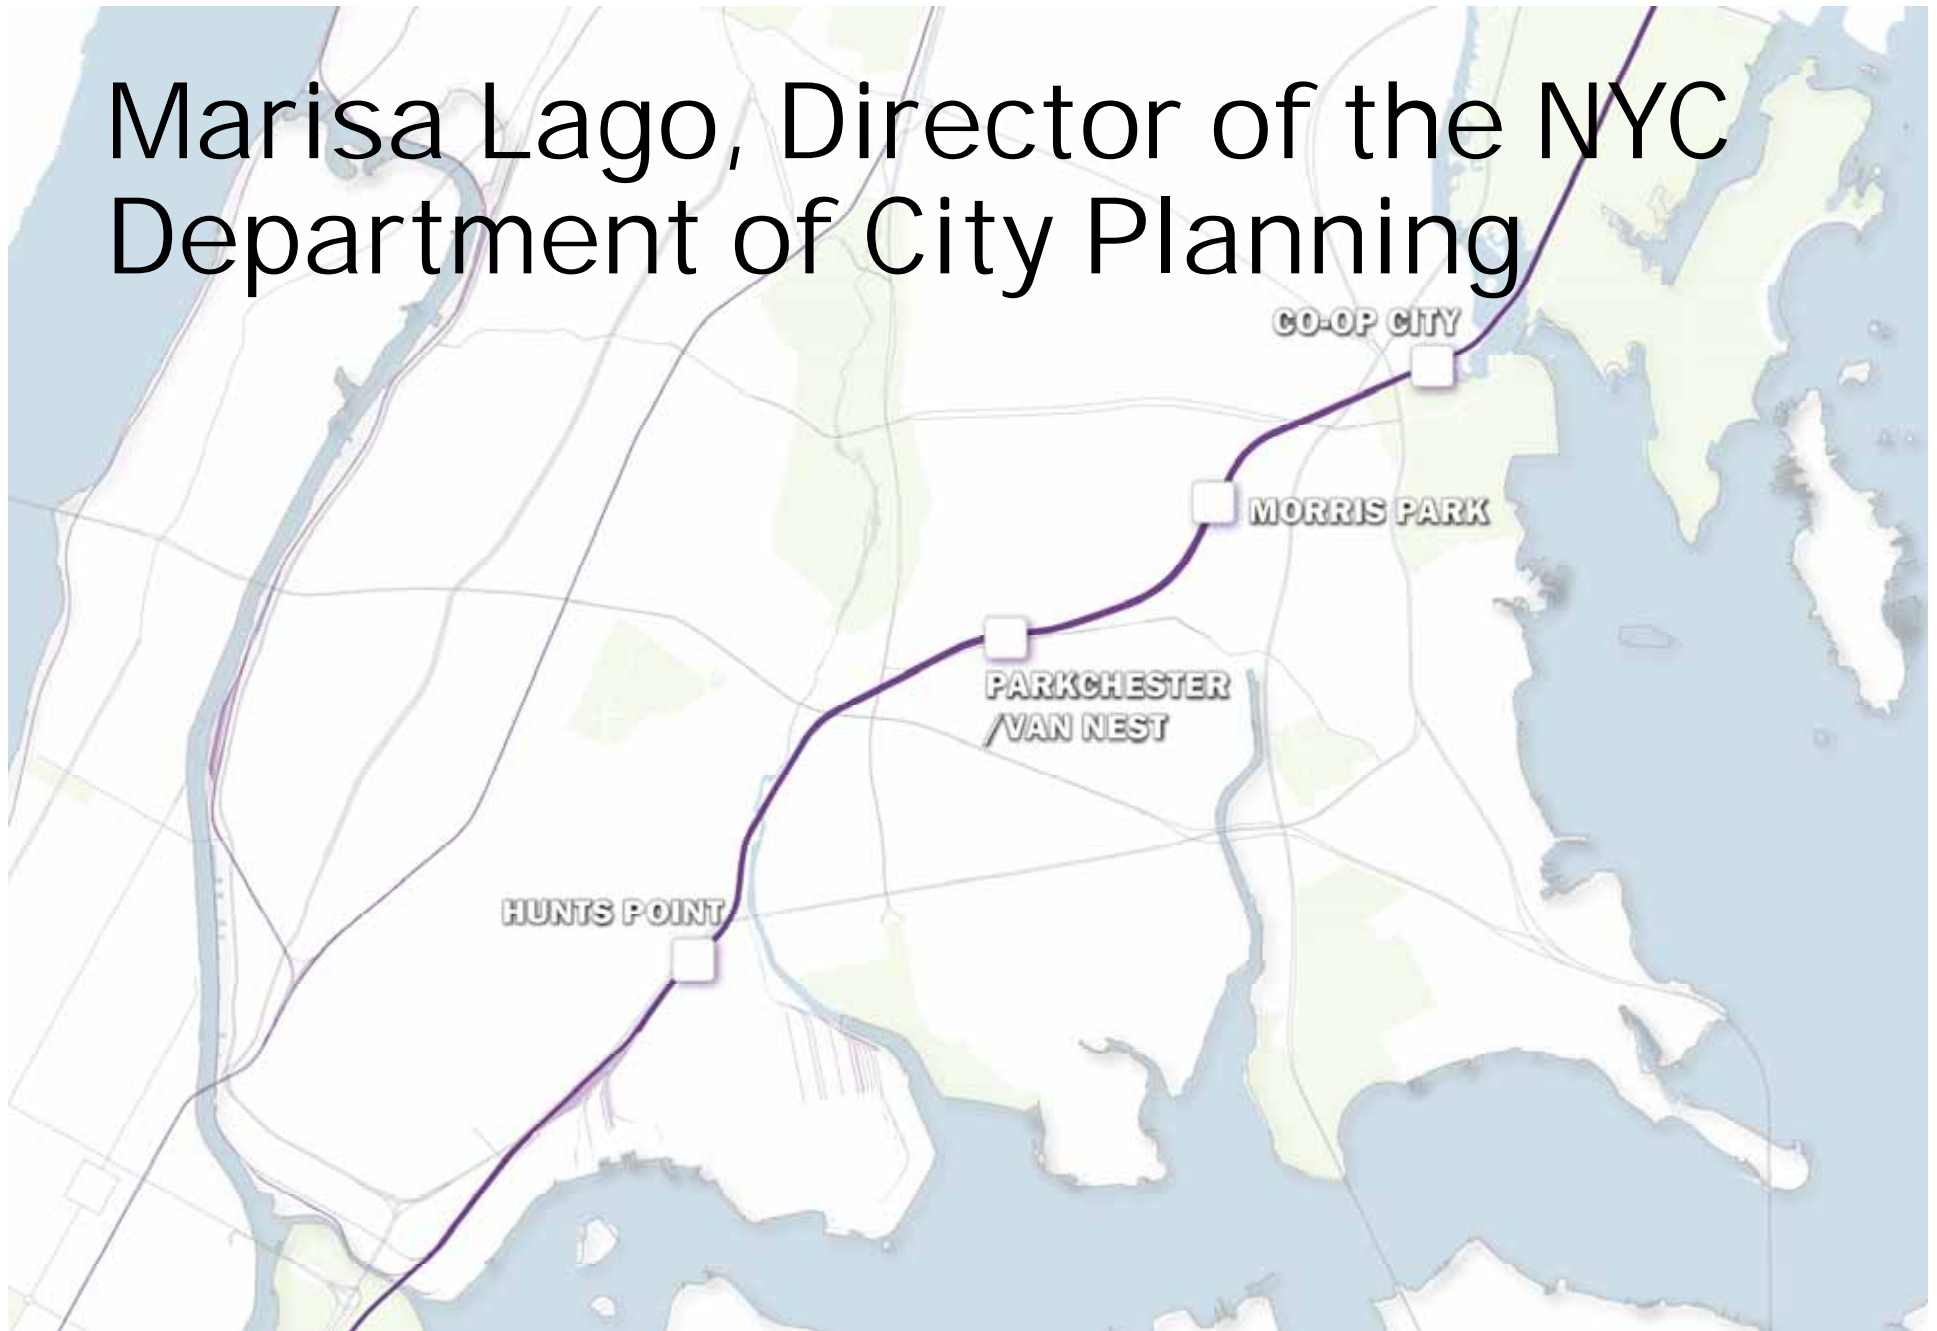 Marisa Lago, Director of the NYC
Department of City Planning
CO-OP CITY
MORRIS PARK
PARKCHESTER
/VAN NEST
HUNTS POINT